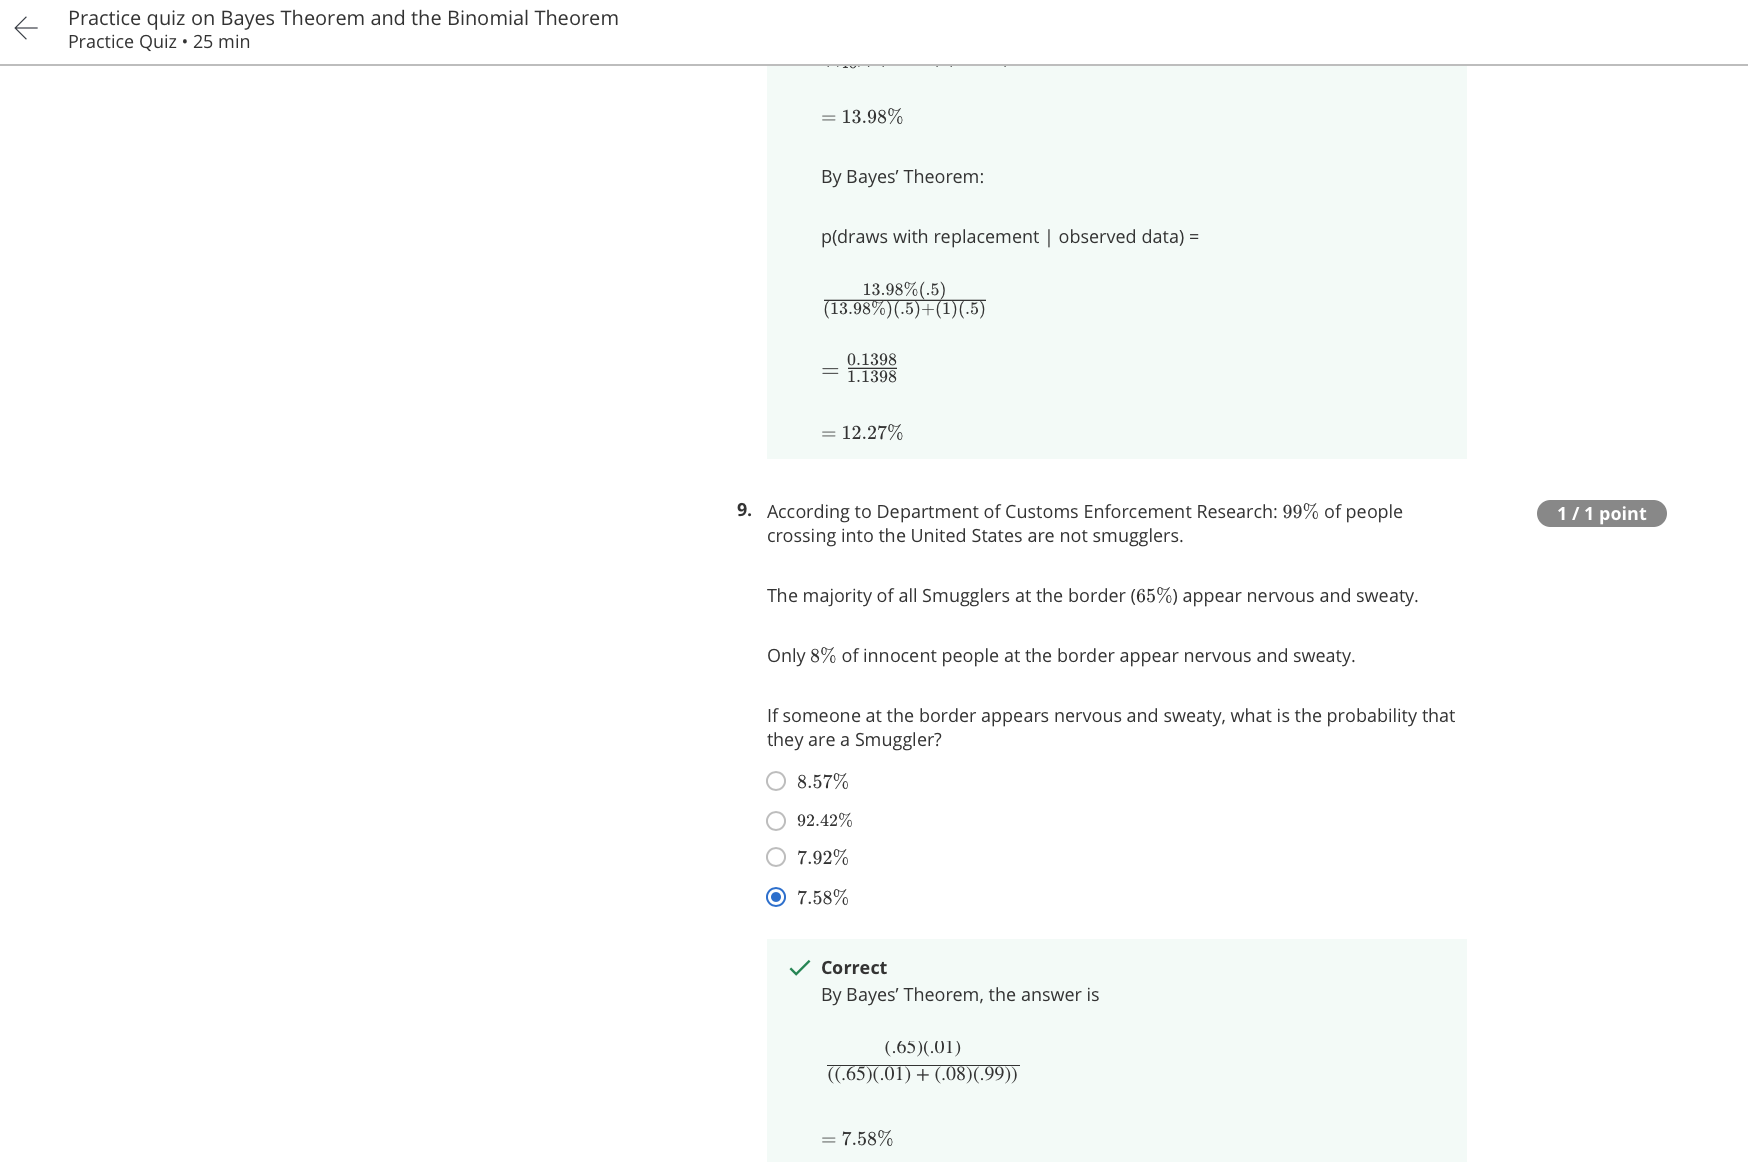 Practice quiz on Bayes Theorem and the Binomial Theorem
Practice Quiz • 25 min
= 13.98%
By Bayes’ Theorem:
p(draws with replacement | observed data) =
13.98%(.5)
(13.98%)(.5)+(1)(.5)
= 0.1398
1.1398
= 12.27%
9. According to Department of Customs Enforcement Research: 99% of people
1 / 1 point
crossing into the United States are not smugglers.
The majority of all Smugglers at the border (65%) appear nervous and sweaty.
Only 8% of innocent people at the border appear nervous and sweaty.
If someone at the border appears nervous and sweaty, what is the probability that
they are a Smuggler?
8.57%
92.42%
7.92%
7.58%
Correct
By Bayes’ Theorem, the answer is
(.65)(.01)
((.65)(.01) + (.08)(.99))
= 7.58%